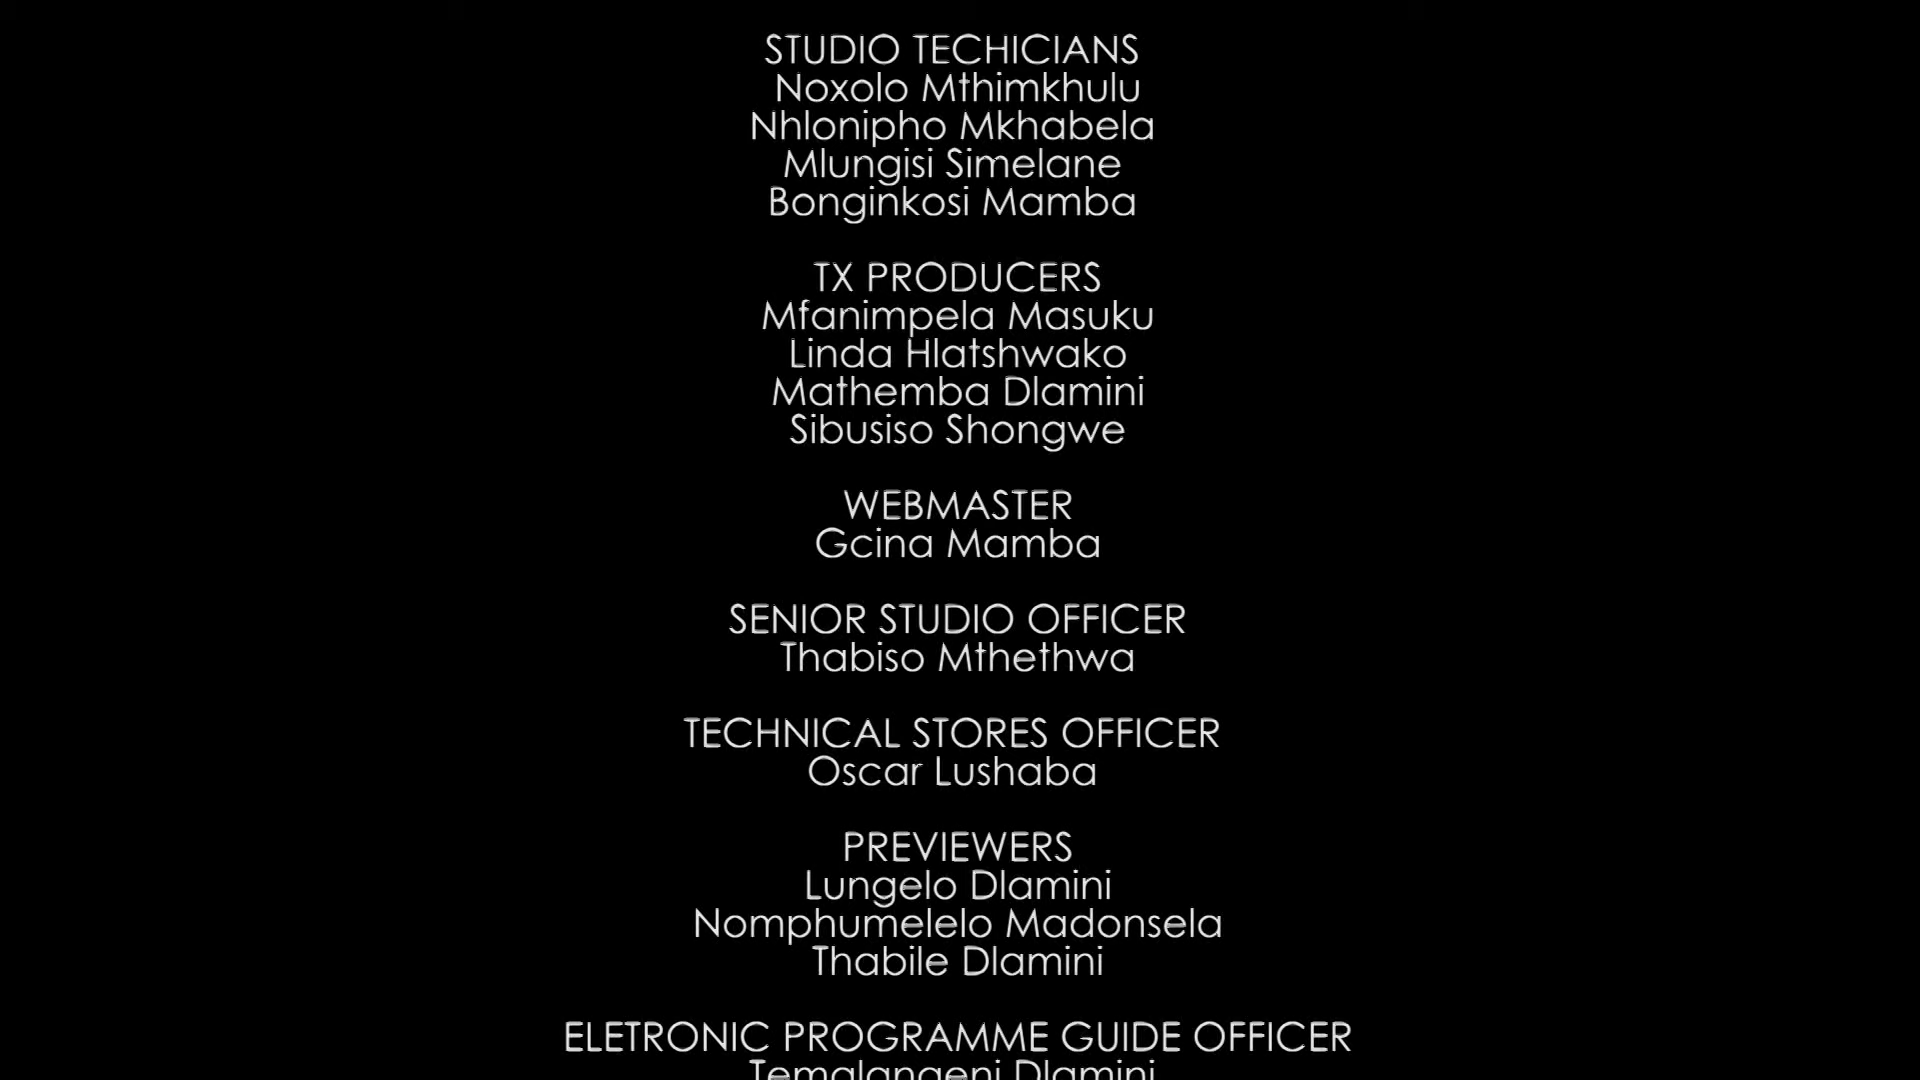 STUDIO TECHICIANS
Noxolo Mthimkhulu
Nhlonipho Mkhabela
Mlungisi Simelane
Bonginkosi Mamba
TX PRODUCERS
Mfanimpela Masuku
Linda Hlatshwako
Mathemba Dlamini
Sibusiso Shongwe
WEBMASTER
Gcina Mamba
SENIOR STUDIO OFFICER
Thabiso Mthethwa
TECHNICAL STORES OFFICER
Oscar Lushaba
PREVIEWERS
Lungelo Dlamini
Nomphumelelo Madonsela
Thabile Dlamini
ELETRONIC PROGRAMME GUIDE OFFICER
Temalangeni Dlamini